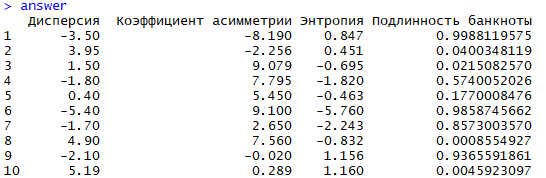 > answer
Дисперсия Коэффициент асимметрии Энтропия Подлинность банкноты
1 -3.50 -8.190 0.847 0.9988119575
2 3.95 -2.256 0.451 0.0400348119
3 1.50 9.079 -0.695 0.0215082570
4 -1.80 7.795 -1.820 0.5740052026
5 0.40 5.450 -0.463 0.1770008476
6 -5.40 9.100 -5.760 0.9858745662
7 -1.70 2.650 -2.243 0.8573003570
8 4.90 7.560 -0.832 0.0008554927
9 -2.10 -0.020 1.156 0.9365591861
10 5.19 0.289 1.160 0.0045923097